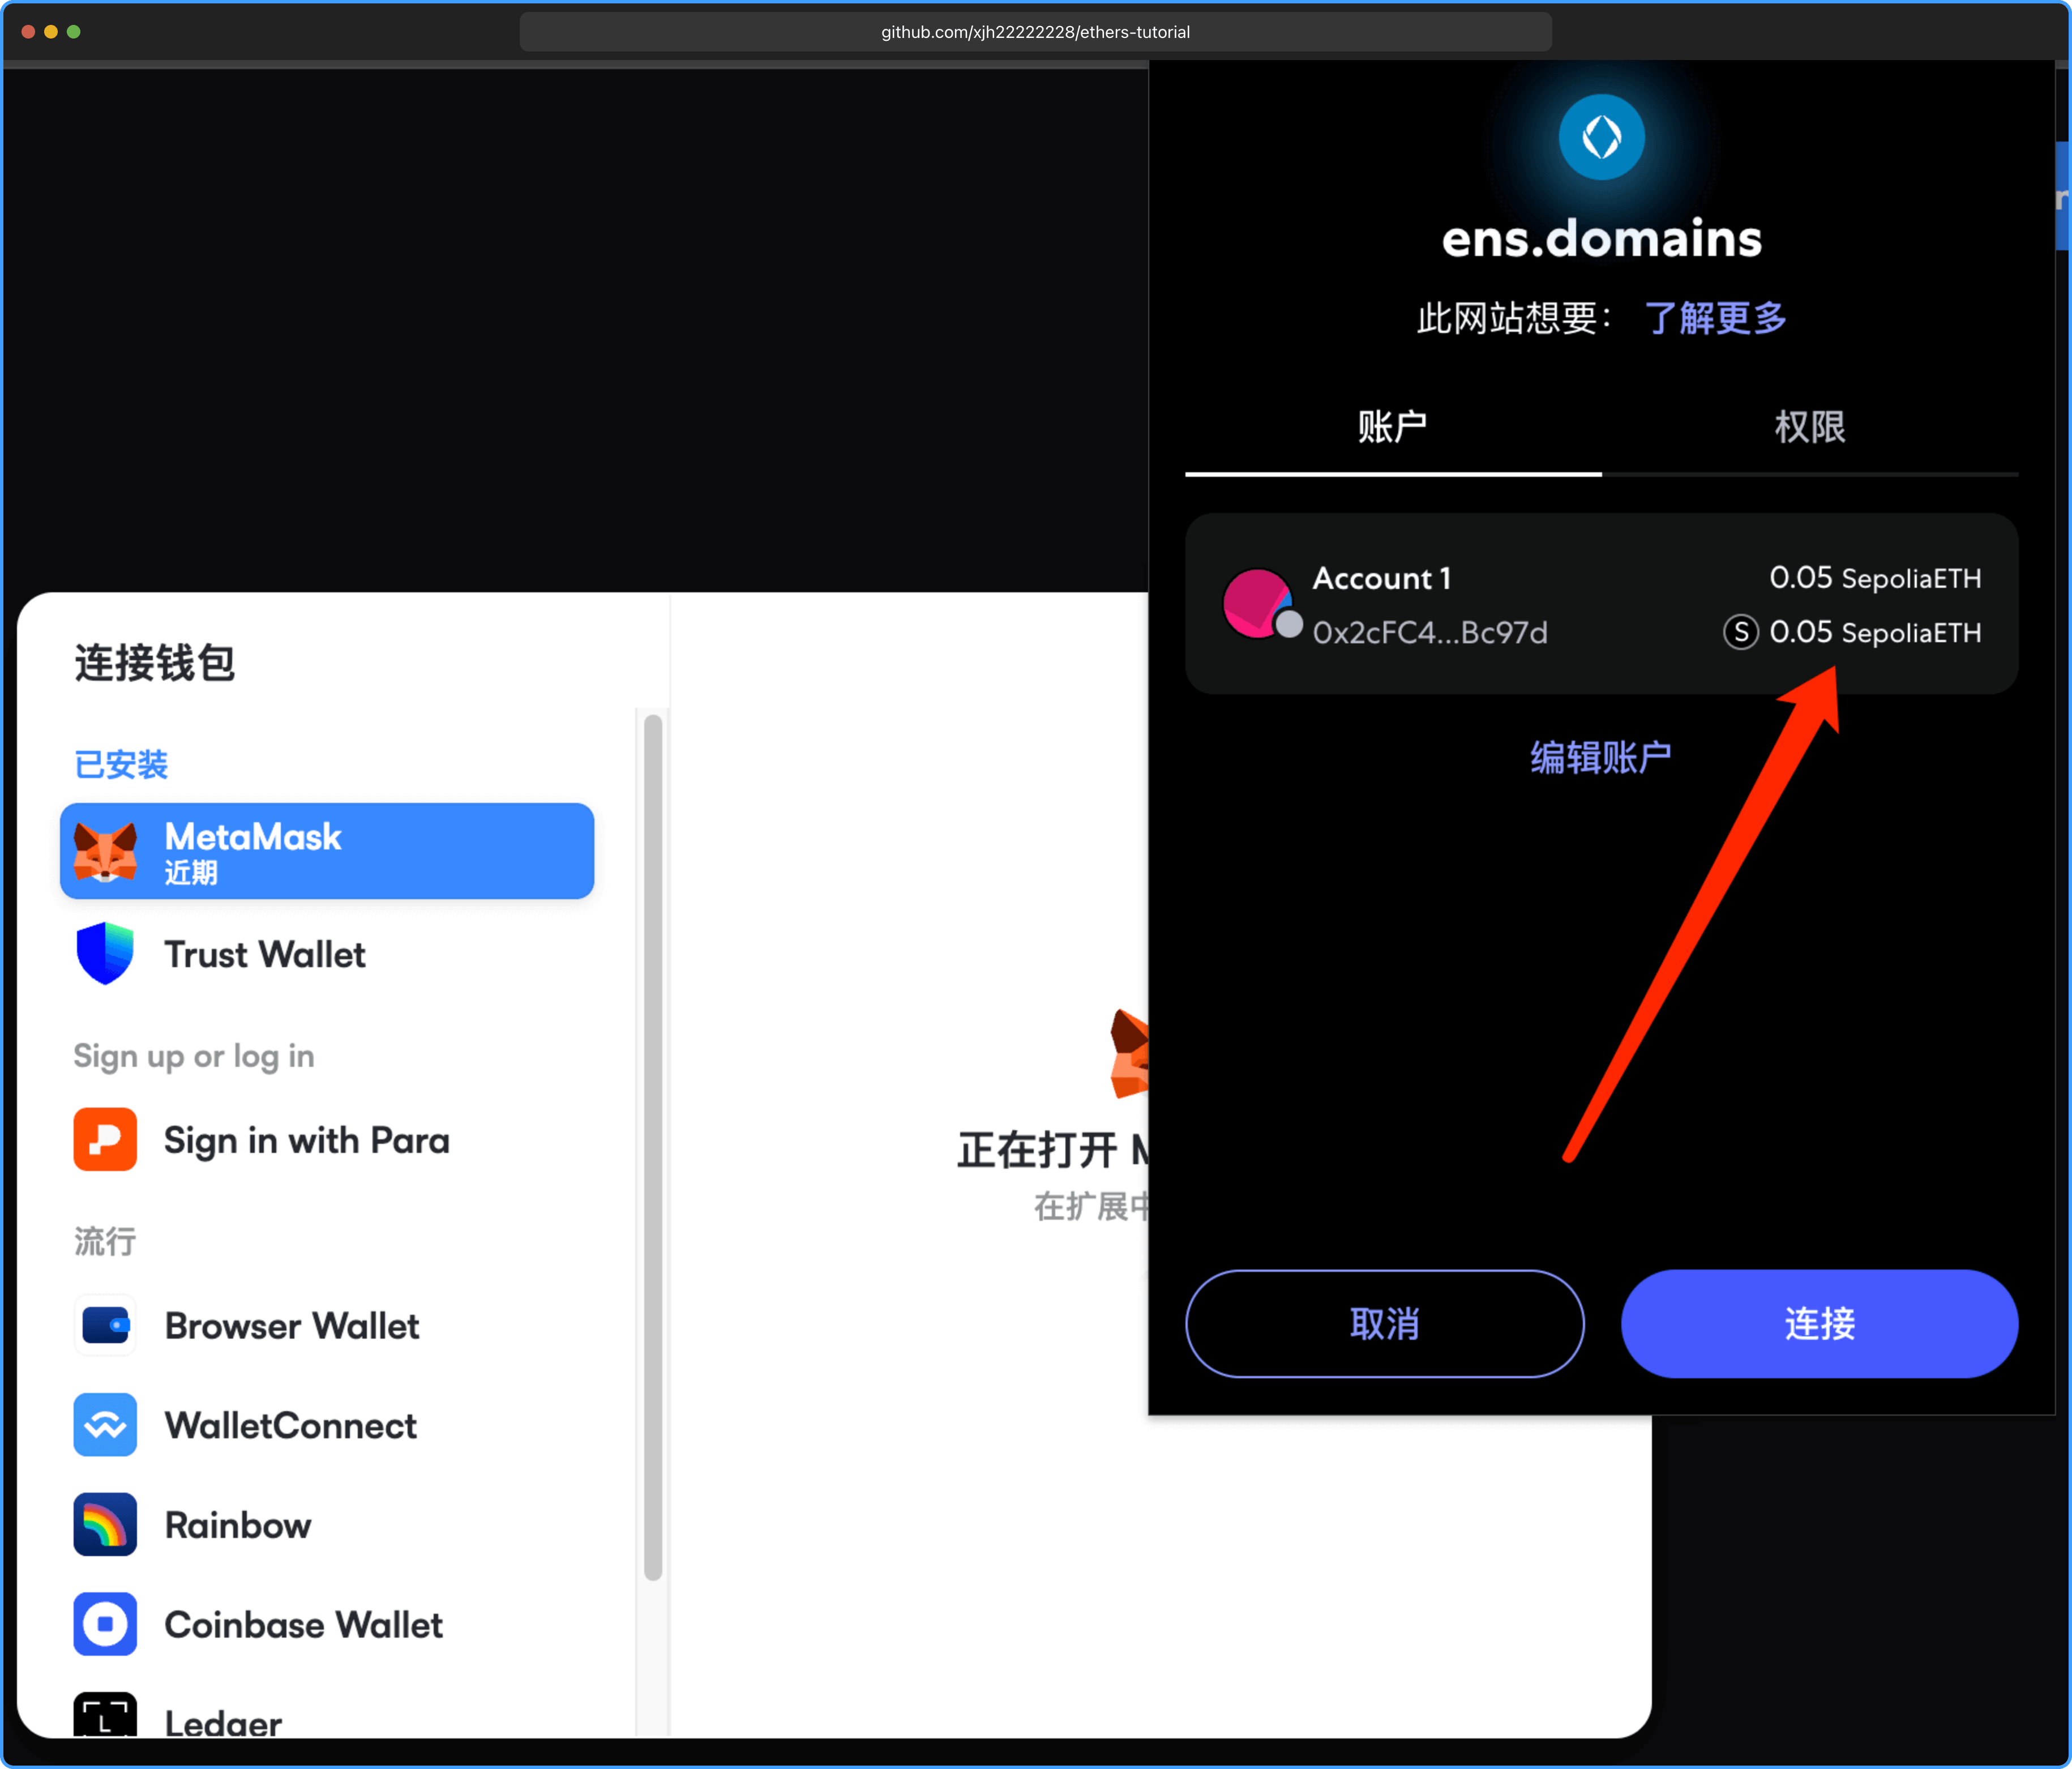 github.com/xjh22222228/ethers-tutorial
ens.domains
此网站想要： 了解更多
账户
权限
Account 1
0.05 SepoliaETH
0x2cFC4...Bc97d
S 0.05 SepoliaETH
编辑账户
取消
连接
连接钱包
已安装
MetaMask
近期
Trust Wallet
Sign up or log in
Sign in with Para
流行
Browser Wallet
WalletConnect
Rainbow
Coinbase Wallet
L
Ledger
正在打开
在扩展中